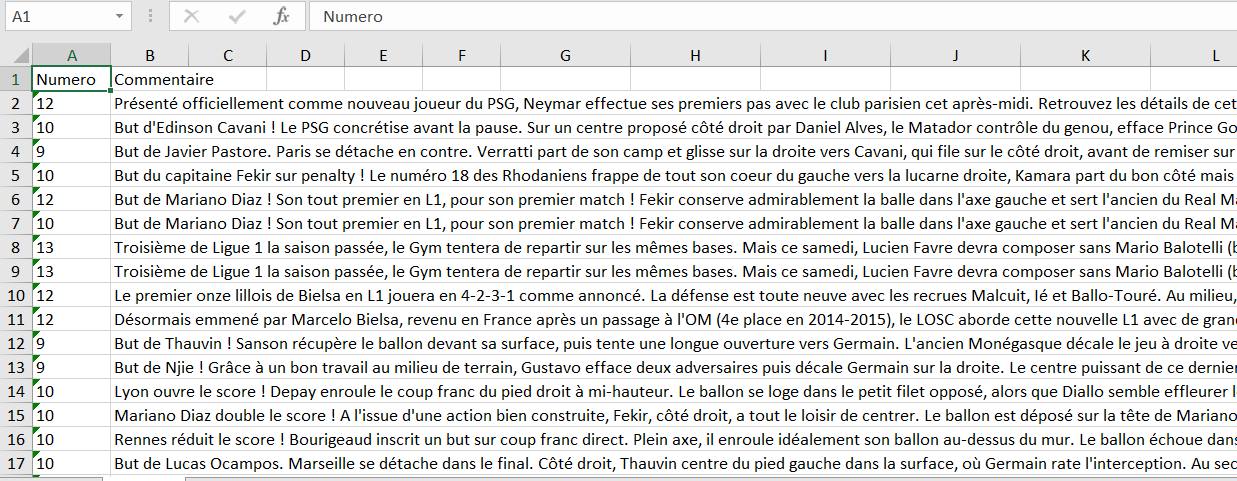 A1 fx Numero
A B C D E F G H I J K L
1 Numero Commentaire
2 12 Présenté officiellement comme nouveau joueur du PSG, Neymar effectue ses premiers pas avec le club parisien cet après-midi. Retrouvez les détails de cet
3 10 But d'Edinson Cavani ! Le PSG concrétise avant la pause. Sur un centre proposé côté droit par Daniel Alves, le Matador contrôle du genou, efface Prince Go
4 9 But de Javier Pastore. Paris se détache en contre. Verratti part de son camp et glisse sur la droite vers Cavani, qui file sur le côté droit, avant de remiser sur
5 10 But du capitaine Fekir sur penalty ! Le numéro 18 des Rhodaniens frappe de tout son coeur du gauche vers la lucarne droite, Kamara part du bon côté mais
6 12 But de Mariano Diaz ! Son tout premier en L1, pour son premier match ! Fekir conserve admirablement la balle dans l'axe gauche et sert l'ancien du Real Ma
7 10 But de Mariano Diaz ! Son tout premier en L1, pour son premier match ! Fekir conserve admirablement la balle dans l'axe gauche et sert l'ancien du Real Ma
8 13 Troisième de Ligue 1 la saison passée, le Gym tentera de repartir sur les mêmes bases. Mais ce samedi, Lucien Favre devra composer sans Mario Balotelli (b
9 13 Troisième de Ligue 1 la saison passée, le Gym tentera de repartir sur les mêmes bases. Mais ce samedi, Lucien Favre devra composer sans Mario Balotelli (b
10 12 Le premier onze lillois de Bielsa en L1 jouera en 4-2-3-1 comme annoncé. La défense est toute neuve avec les recrues Malcuit, Ié et Ballo-Touré. Au milieu,
11 12 Désormais emmené par Marcelo Bielsa, revenu en France après un passage à l'OM (4e place en 2014-2015), le LOSC aborde cette nouvelle L1 avec de gran
12 9 But de Thauvin ! Sanson récupère le ballon devant sa surface, puis tente une longue ouverture vers Germain. L'ancien Monégasque décale le jeu à droite ve
13 9 But de Njie ! Grâce à un bon travail au milieu de terrain, Gustavo efface deux adversaires puis décale Germain sur la droite. Le centre puissant de ce dernier
14 10 Lyon ouvre le score ! Depay enroule le coup franc du pied droit à mi-hauteur. Le ballon se loge dans le petit filet opposé, alors que Diallo semble effleurer l
15 10 Mariano Diaz double le score ! A l'issue d'une action bien construite, Fekir, côté droit, a tout le loisir de centrer. Le ballon est déposé sur la tête de Mariano
16 10 Rennes réduit le score ! Bourigeaud inscrit un but sur coup franc direct. Plein axe, il enroule idéalement son ballon au-dessus du mur. Le ballon échoue dans
17 10 But de Lucas Ocampos. Marseille se détache dans le final. Côté droit, Thauvin centre du pied gauche dans la surface, où Germain rate l'interception. Au sec